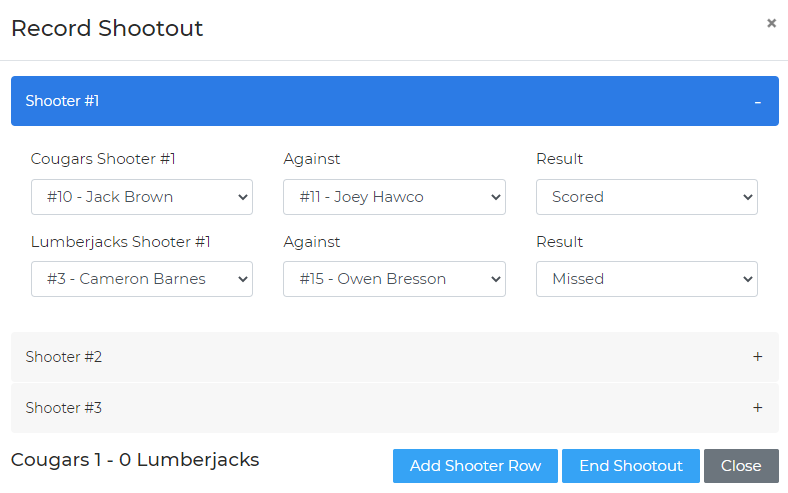 Record Shootout ×
Shooter #1 -
Cougars Shooter #1 Against Result
#10 - Jack Brown #11 - Joey Hawco Scored
Lumberjacks Shooter #1 Against Result
#3 - Cameron Barnes #15 - Owen Bresson Missed
Shooter #2 +
Shooter #3 +
Cougars 1 - 0 Lumberjacks Add Shooter Row End Shootout Close